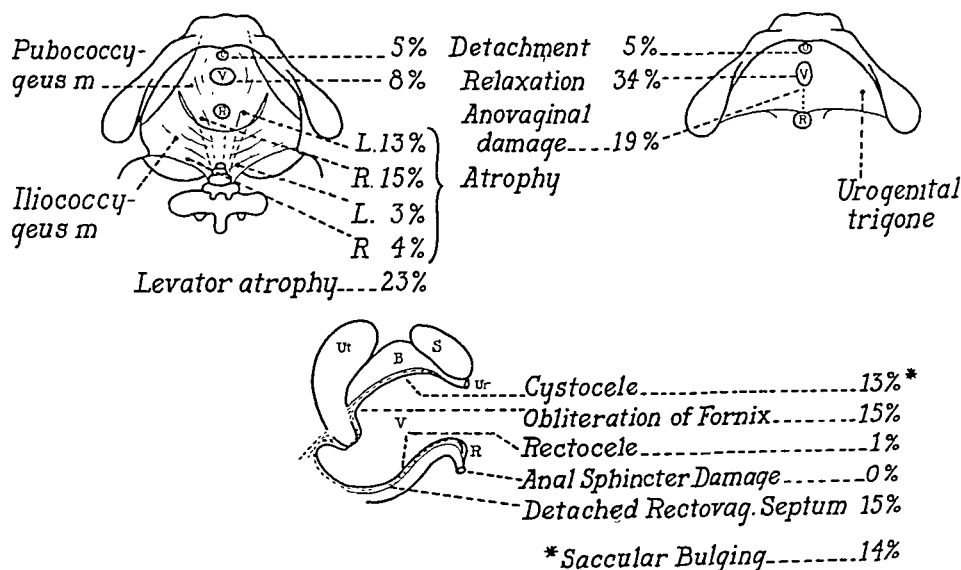 Pubococcy-
geus m
5%
8%
Detachment 5%
Relaxation 34%
Anovaginal
damage 19%
Atrophy
L. 13%
R. 15%
L. 3%
R 4%
Iliococcy-
geus m
Levator atrophy 23%
V
R
V
R
Urogenital
trigone
Ut
B
S
Ur
V
R
Cystocele 13%*
Obliteration of Fornix 15%
Rectocele 1%
Anal Sphincter Damage 0%
Detached Rectovag. Septum 15%
*Saccular Bulging 14%